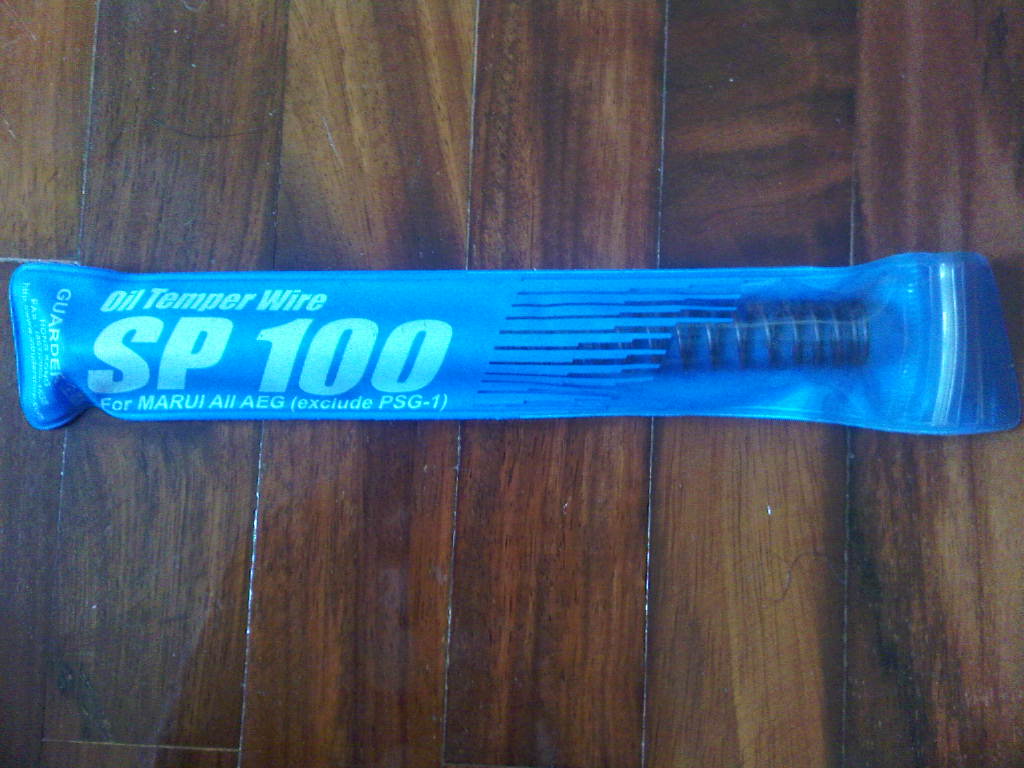 Oil Temper Wire
SP 100
For MARUI All AEG (exclude PSG-1)
GUARDER